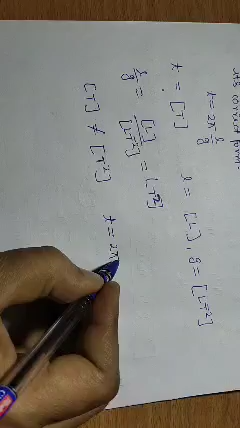 its correct form.
t = 2π l/g
t = [T]   l = [L], g = [LT⁻²]
l/g = [L]/[LT⁻²] = [T²]
[T] ≠ [T²]
t = 2π